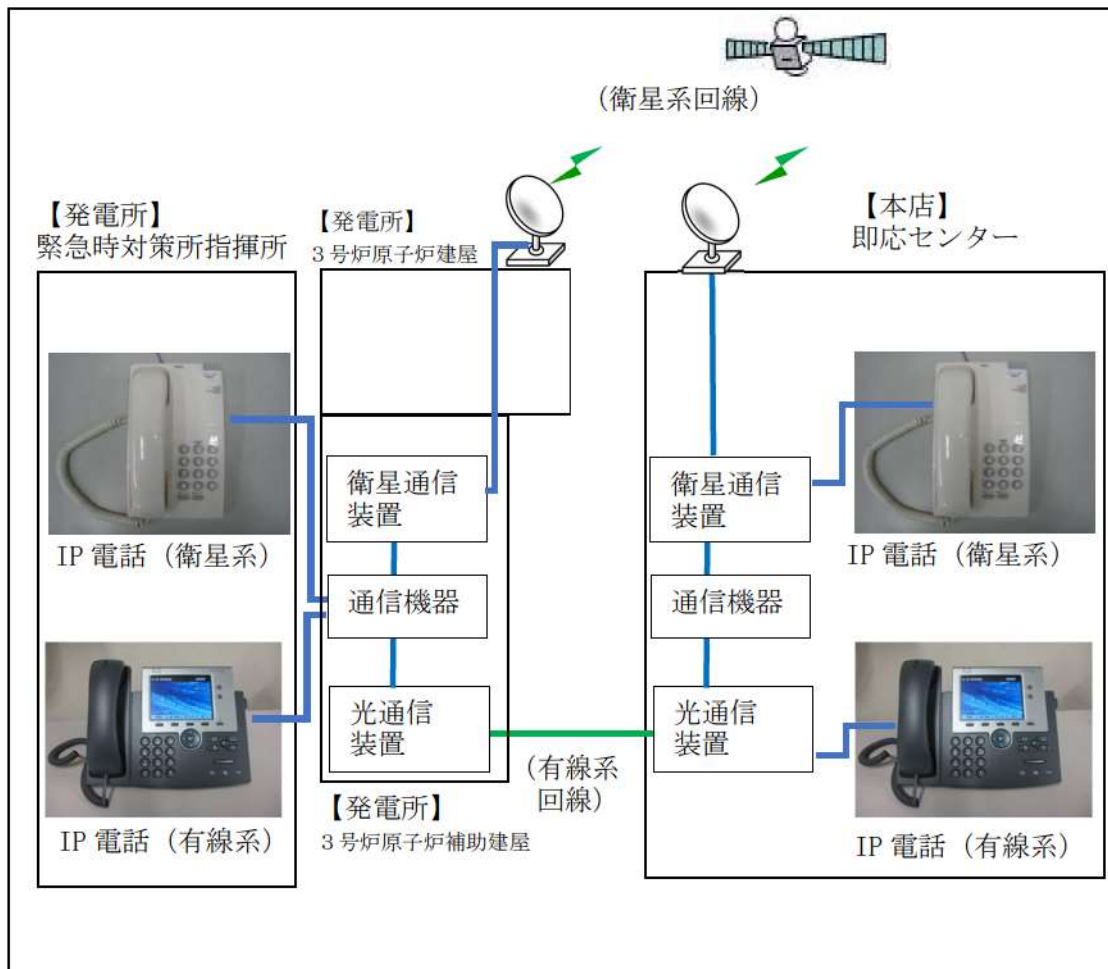 (衛星系回線)
【発電所】
緊急時対策所指揮所
【発電所】
3号炉原子炉建屋
【本店】
即応センター
IP 電話（衛星系）
IP 電話（有線系）
衛星通信
装置
通信機器
光通信
装置
（有線系
回線）
【発電所】
3号炉原子炉補助建屋
衛星通信
装置
通信機器
光通信
装置
IP 電話（衛星系）
IP 電話（有線系）